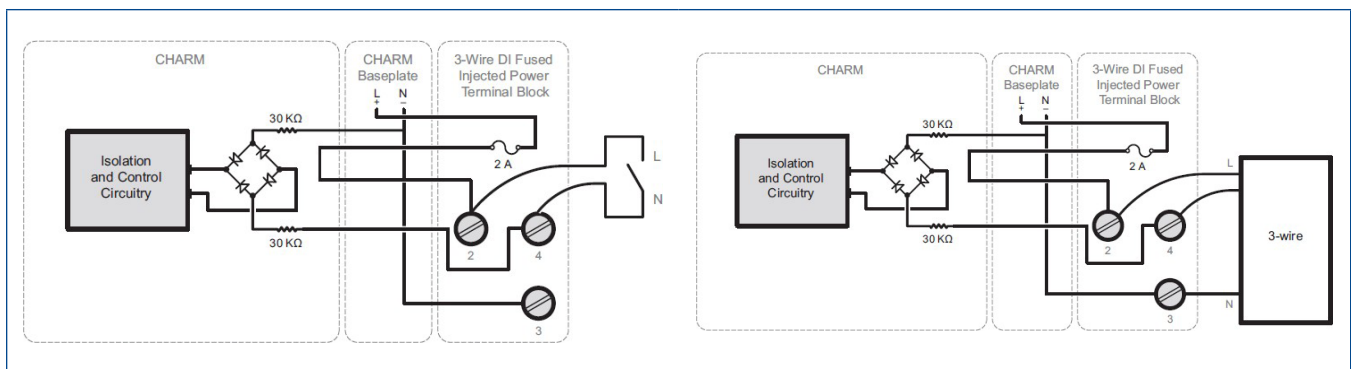 CHARM
CHARM
Baseplate
L N
+ –
3-Wire DI Fused
Injected Power
Terminal Block
30 KΩ
Isolation
and Control
Circuitry
2 A
L
N
30 KΩ
2
4
3
CHARM
CHARM
Baseplate
L N
+ –
3-Wire DI Fused
Injected Power
Terminal Block
30 KΩ
Isolation
and Control
Circuitry
2 A
L
3-wire
30 KΩ
2
4
N
3